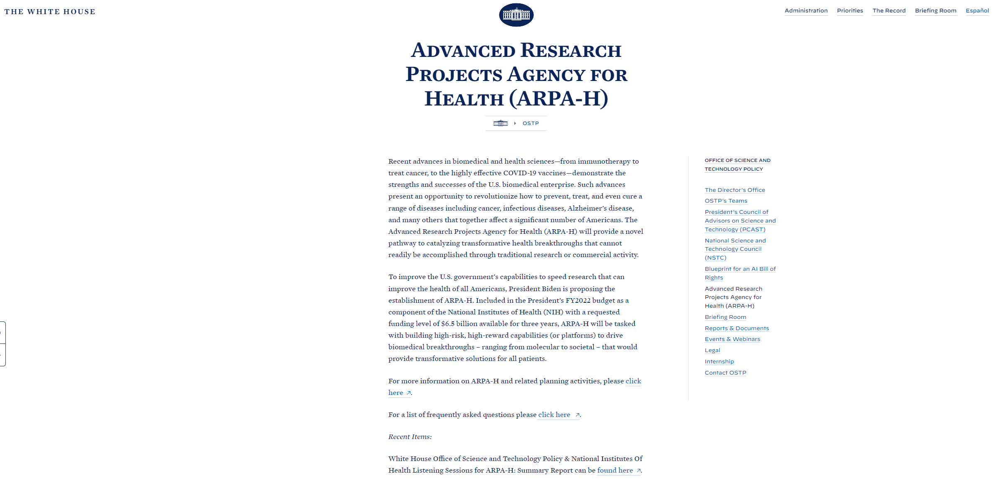 THE WHITE HOUSE
Administration
Priorities
The Record
Briefing Room
Español
ADVANCED RESEARCH
PROJECTS AGENCY FOR
HEALTH (ARPA-H)
OSTP
Recent advances in biomedical and health sciences—from immunotherapy to
treat cancer, to the highly effective COVID-19 vaccines—demonstrate the
strengths and successes of the U.S. biomedical enterprise. Such advances
present an opportunity to revolutionize how to prevent, treat, and even cure a
range of diseases including cancer, infectious diseases, Alzheimer’s disease,
and many others that together affect a significant number of Americans. The
Advanced Research Projects Agency for Health (ARPA-H) will provide a novel
pathway to catalyzing transformative health breakthroughs that cannot
readily be accomplished through traditional research or commercial activity.
To improve the U.S. government’s capabilities to speed research that can
improve the health of all Americans, President Biden is proposing the
establishment of ARPA-H. Included in the President’s FY2022 budget as a
component of the National Institutes of Health (NIH) with a requested
funding level of $6.5 billion available for three years, ARPA-H will be tasked
with building high-risk, high-reward capabilities (or platforms) to drive
biomedical breakthroughs – ranging from molecular to societal – that would
provide transformative solutions for all patients.
For more information on ARPA-H and related planning activities, please click
here ↗.
For a list of frequently asked questions please click here ↗.
Recent Items:
White House Office of Science and Technology Policy & National Institutes Of
Health Listening Sessions for ARPA-H: Summary Report can be found here ↗.
OFFICE OF SCIENCE AND
TECHNOLOGY POLICY
The Director’s Office
OSTP’s Teams
President’s Council of
Advisors on Science and
Technology (PCAST)
National Science and
Technology Council
(NSTC)
Blueprint for an AI Bill of
Rights
Advanced Research
Projects Agency for
Health (ARPA-H)
Briefing Room
Reports & Documents
Events & Webinars
Legal
Internship
Contact OSTP